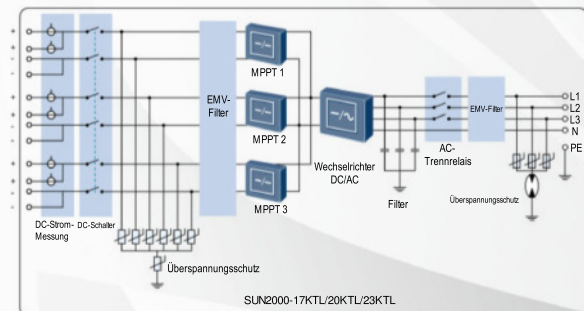 +
+
-
-
+
+
-
-
+
+
-
-
DC-Strom-
Messung
DC-Schalter
EMV-
Filter
MPPT 1
MPPT 2
MPPT 3
Wechselrichter
DC/AC
Filter
AC-
Trennrelais
EMV-Filter
L1
L2
L3
N
PE
Überspannungsschutz
Überspannungsschutz
SUN2000-17KTL/20KTL/23KTL